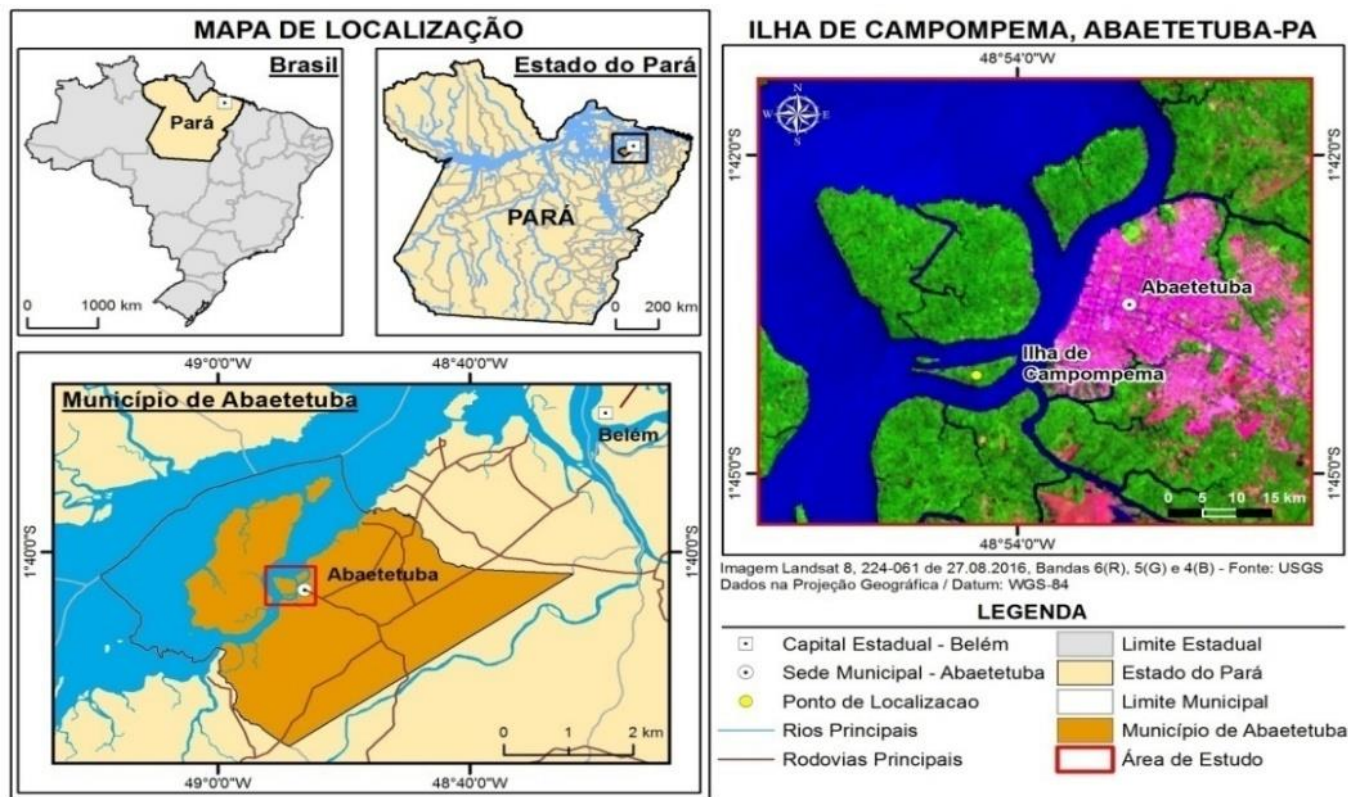 MAPA DE LOCALIZAÇÃO
Brasil
Pará
0 1000 km
Estado do Pará
PARÁ
0 200 km
49°0'0"W 48°40'0"W
Município de Abaetetuba
Belém
1°40'0"S
1°40'0"S
Abaetetuba
0 1 2 km
49°0'0"W 48°40'0"W
ILHA DE CAMPOMPEMA, ABAETETUBA-PA
48°54'0"W
N
W E
S
1°42'0"S
1°42'0"S
Abaetetuba
Ilha de
Campompema
1°45'0"S
1°45'0"S
0 5 10 15 km
48°54'0"W
Imagem Landsat 8, 224-061 de 27.08.2016, Bandas 6(R), 5(G) e 4(B) - Fonte: USGS
Dados na Projeção Geográfica / Datum: WGS-84
LEGENDA
Capital Estadual - Belém
Sede Municipal - Abaetetuba
Ponto de Localizacao
Rios Principais
Rodovias Principais
Limite Estadual
Estado do Pará
Limite Municipal
Município de Abaetetuba
Área de Estudo